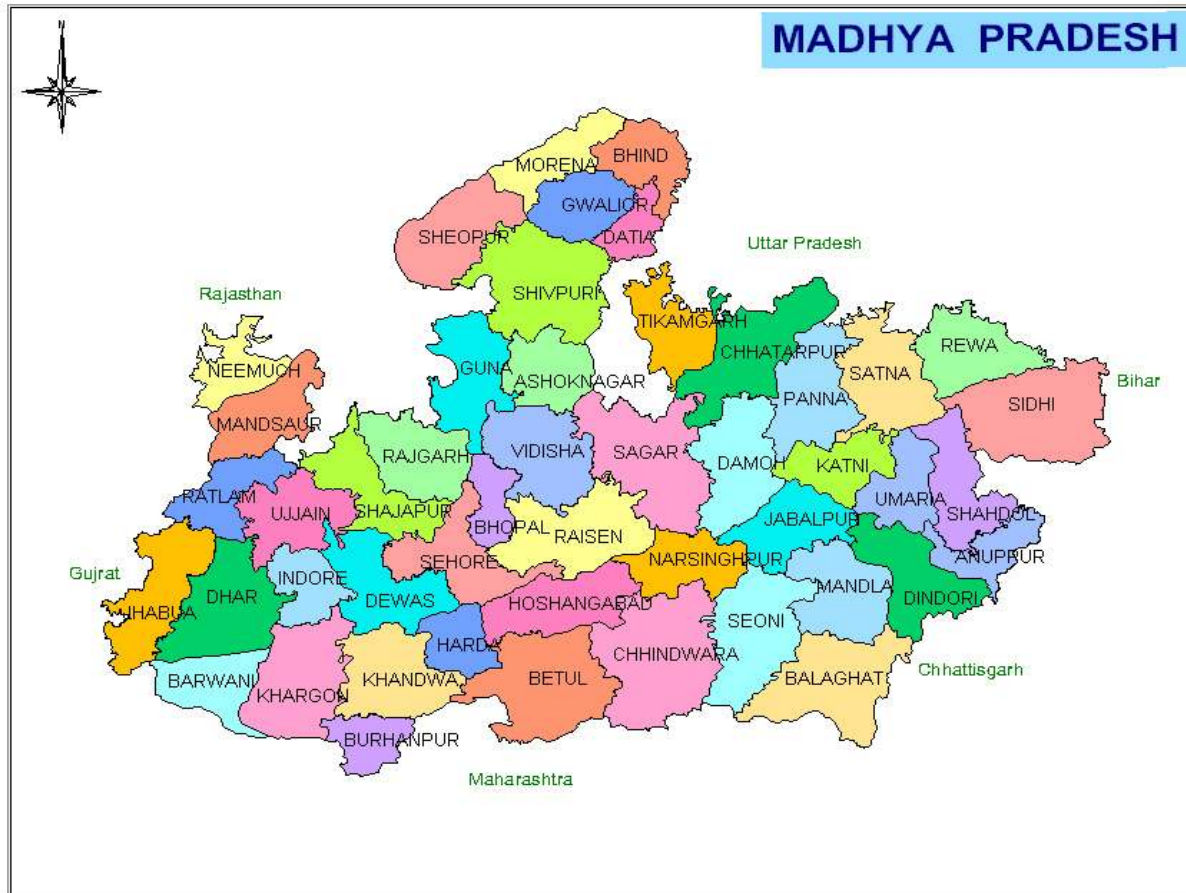 N
MADHYA PRADESH
MORENA
BHIND
GWALIOR
SHEOPUR
DATIA
Uttar Pradesh
SHIVPURI
Rajasthan
TIKAMGARH
CHHATARPUR
REWA
NEEMUCH
GUNA
ASHOKNAGAR
SATNA
Bihar
PANNA
SIDHI
MANDSAUR
RAJGARH
VIDISHA
SAGAR
DAMOH
KATNI
RATLAM
UJJAIN
SHAJAPUR
BHOPAL
RAISEN
JABALPUR
UMARIA
SHAHDOL
Gujrat
INDORE
SEHORE
NARSINGHPUR
ANUPPUR
JHABUA
DHAR
DEWAS
HOSHANGABAD
MANDLA
DINDORI
SEONI
HARDA
CHHINDWARA
BARWANI
KHARGON
KHANDWA
BETUL
BALAGHAT
Chhattisgarh
BURHANPUR
Maharashtra